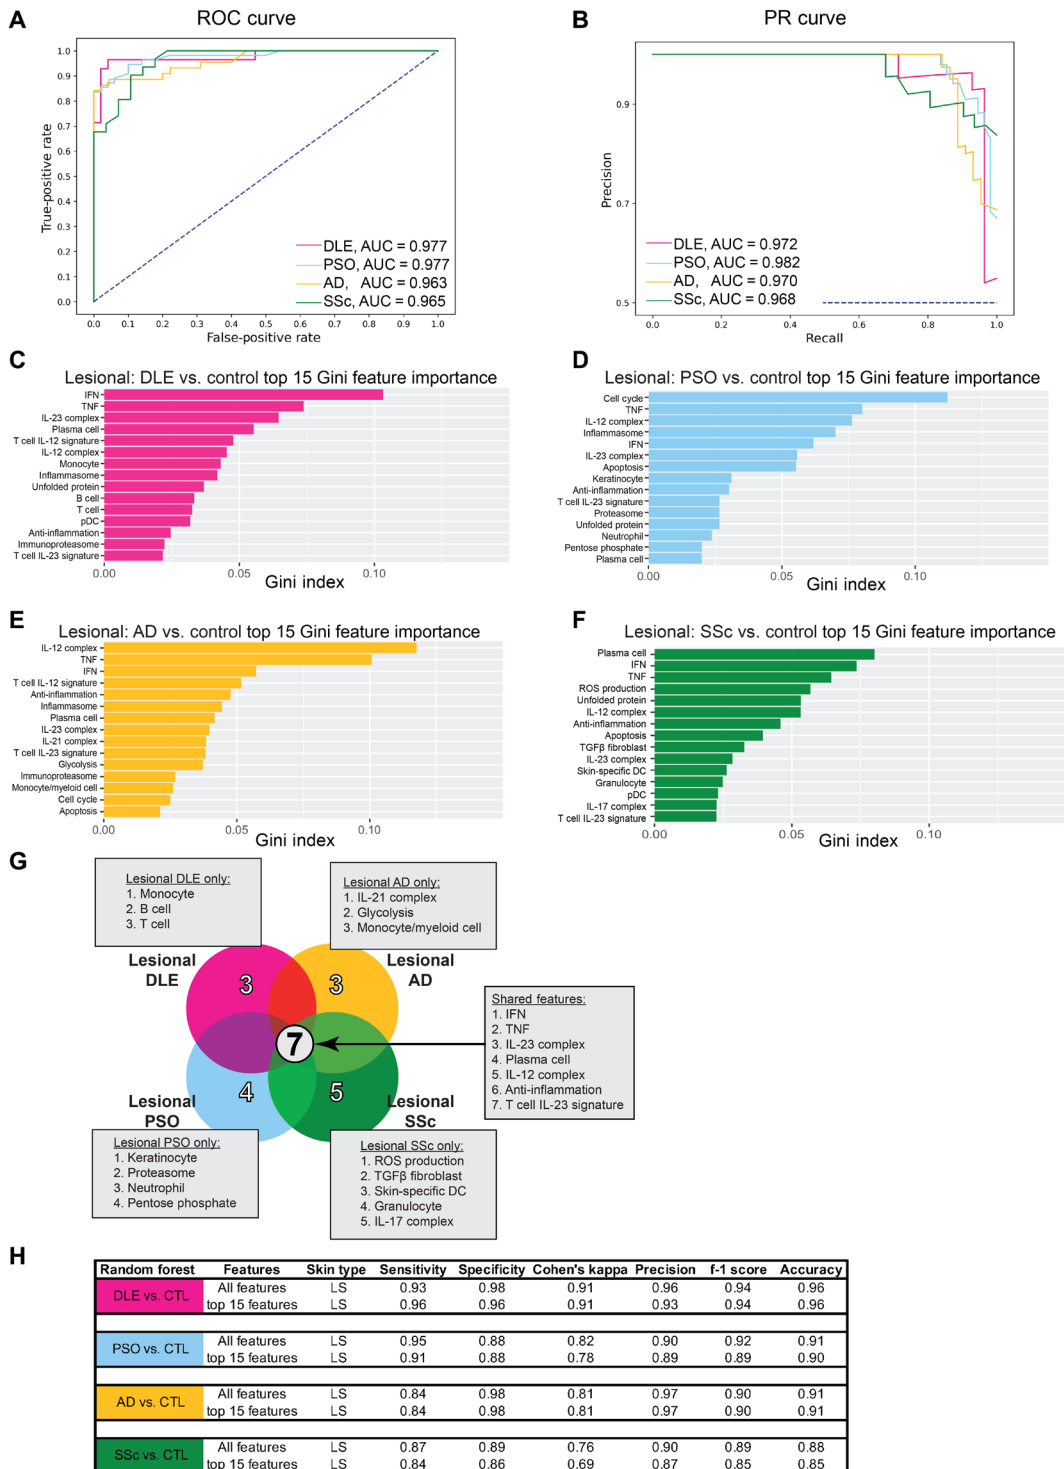 A
ROC curve
1.0
0.9
0.8
0.7
0.6
0.5
0.4
0.3
0.2
0.1
0.0
True-positive rate
DLE, AUC = 0.977
PSO, AUC = 0.977
AD, AUC = 0.963
SSc, AUC = 0.965
0.0 0.1 0.2 0.3 0.4 0.5 0.6 0.7 0.8 0.9 1.0
False-positive rate
B
PR curve
0.9
0.7
0.5
Precision
DLE, AUC = 0.972
PSO, AUC = 0.982
AD, AUC = 0.970
SSc, AUC = 0.968
0.0 0.2 0.4 0.6 0.8 1.0
Recall
C
Lesional: DLE vs. control top 15 Gini feature importance
IFN
TNF
IL-23 complex
Plasma cell
T cell IL-12 signature
IL-12 complex
Monocyte
Inflammasome
Unfolded protein
B cell
T cell
pDC
Anti-inflammation
Immunoproteasome
T cell IL-23 signature
0.00 0.05 0.10
Gini index
D
Lesional: PSO vs. control top 15 Gini feature importance
Cell cycle
TNF
IL-12 complex
Inflammasome
IFN
IL-23 complex
Apoptosis
Keratinocyte
Anti-inflammation
T cell IL-23 signature
Proteasome
Unfolded protein
Neutrophil
Pentose phosphate
Plasma cell
0.00 0.05 0.10
Gini index
E
Lesional: AD vs. control top 15 Gini feature importance
IL-12 complex
TNF
IFN
T cell IL-12 signature
Anti-inflammation
Inflammasome
Plasma cell
IL-23 complex
IL-21 complex
T cell IL-23 signature
Glycolysis
Immunoproteasome
Monocyte/myeloid cell
Cell cycle
Apoptosis
0.00 0.05 0.10
Gini index
F
Lesional: SSc vs. control top 15 Gini feature importance
Plasma cell
IFN
TNF
ROS production
Unfolded protein
IL-12 complex
Anti-inflammation
Apoptosis
TGFβ fibroblast
IL-23 complex
Skin-specific DC
Granulocyte
pDC
IL-17 complex
T cell IL-23 signature
0.00 0.05 0.10
Gini index
G
Lesional DLE only:
1. Monocyte
2. B cell
3. T cell
Lesional AD only:
1. IL-21 complex
2. Glycolysis
3. Monocyte/myeloid cell
Lesional
DLE
3
3
Lesional
AD
7
Shared features:
1. IFN
2. TNF
3. IL-23 complex
4. Plasma cell
5. IL-12 complex
6. Anti-inflammation
7. T cell IL-23 signature
Lesional
PSO
4
5
Lesional
SSc
Lesional PSO only:
1. Keratinocyte
2. Proteasome
3. Neutrophil
4. Pentose phosphate
Lesional SSc only:
1. ROS production
2. TGFβ fibroblast
3. Skin-specific DC
4. Granulocyte
5. IL-17 complex
H
Random forest Features Skin type Sensitivity Specificity Cohen's kappa Precision f-1 score Accuracy
DLE vs. CTL
All features LS 0.93 0.98 0.91 0.96 0.94 0.96
top 15 features LS 0.96 0.96 0.91 0.93 0.94 0.96
PSO vs. CTL
All features LS 0.95 0.88 0.82 0.90 0.92 0.91
top 15 features LS 0.91 0.88 0.78 0.89 0.89 0.90
AD vs. CTL
All features LS 0.84 0.98 0.81 0.97 0.90 0.91
top 15 features LS 0.84 0.98 0.81 0.97 0.90 0.91
SSc vs. CTL
All features LS 0.87 0.89 0.76 0.90 0.89 0.88
top 15 features LS 0.84 0.86 0.69 0.87 0.85 0.85